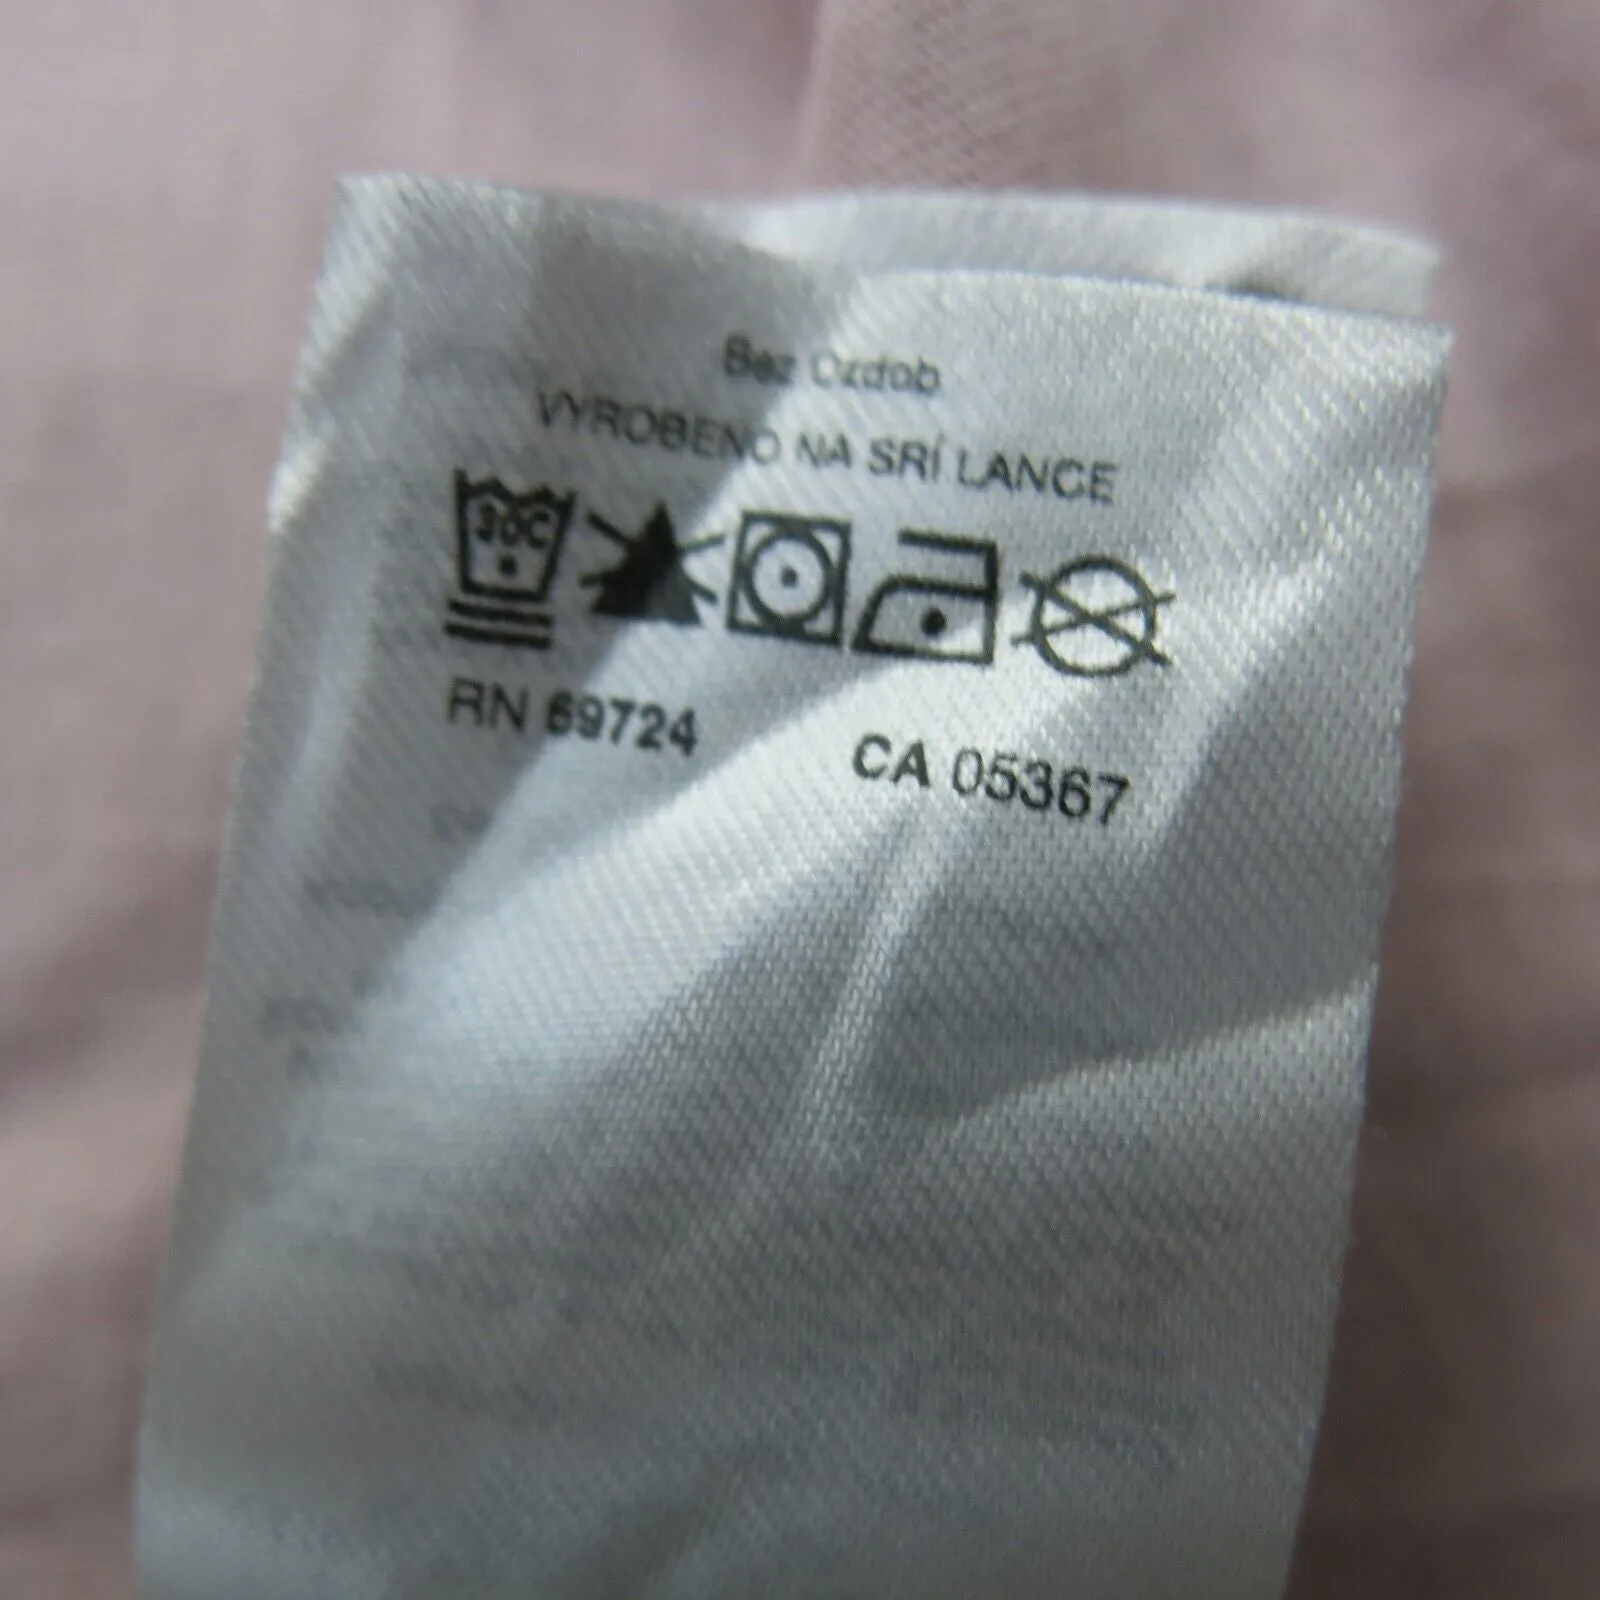 Bez Ozdob
VYROBENO NA SRÍ LANCE
30C
RN 69724
CA 05367